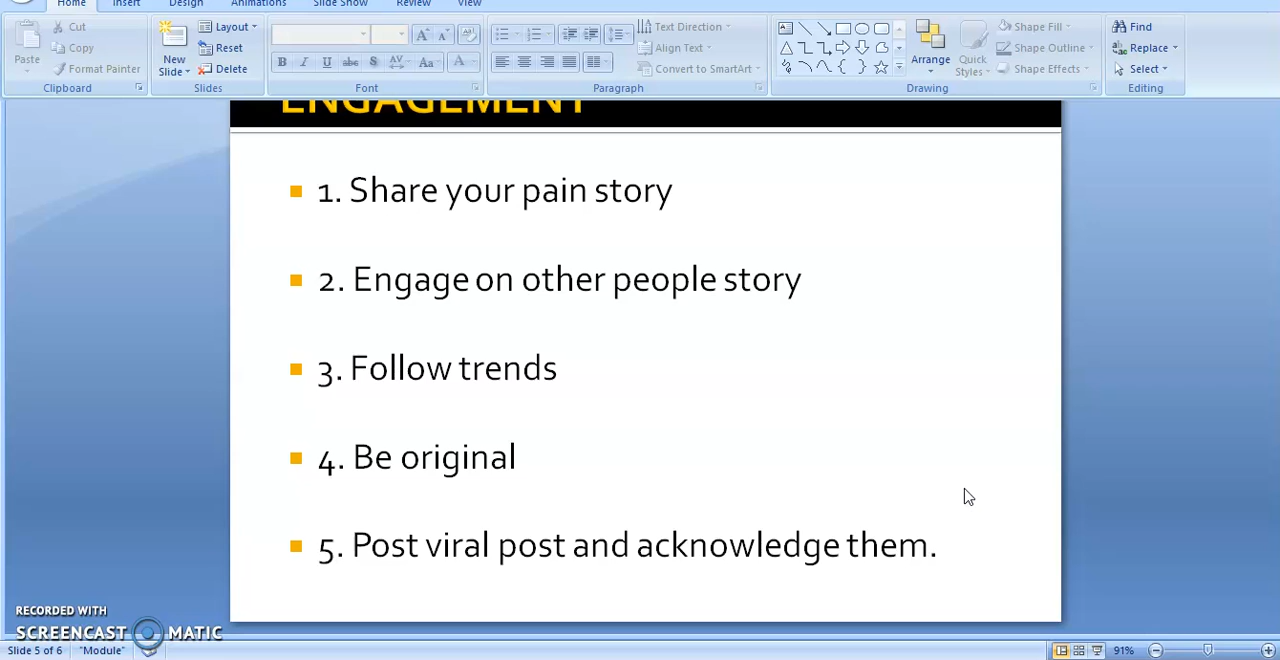 Home Insert Design Animations Slide Show Review View
Paste
Cut
Copy
Format Painter
Clipboard
New Slide
Layout
Reset
Delete
Slides
B I U abc S AV Aa A
Font
Text Direction
Align Text
Convert to SmartArt
Paragraph
Arrange
Quick Styles
Shape Fill
Shape Outline
Shape Effects
Drawing
Find
Replace
Select
Editing
ENGAGEMENT
1. Share your pain story
2. Engage on other people story
3. Follow trends
4. Be original
5. Post viral post and acknowledge them.
RECORDED WITH
SCREENCAST MATIC
Slide 5 of 6 "Module" 91%